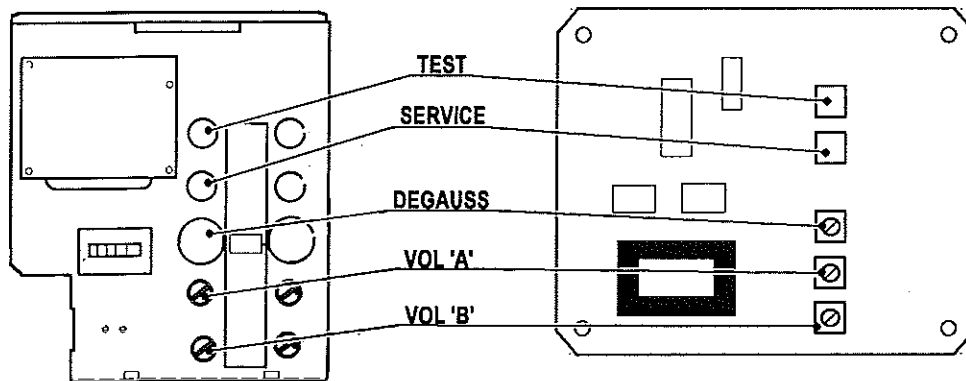 TEST
SERVICE
DEGAUSS
VOL 'A'
VOL 'B'